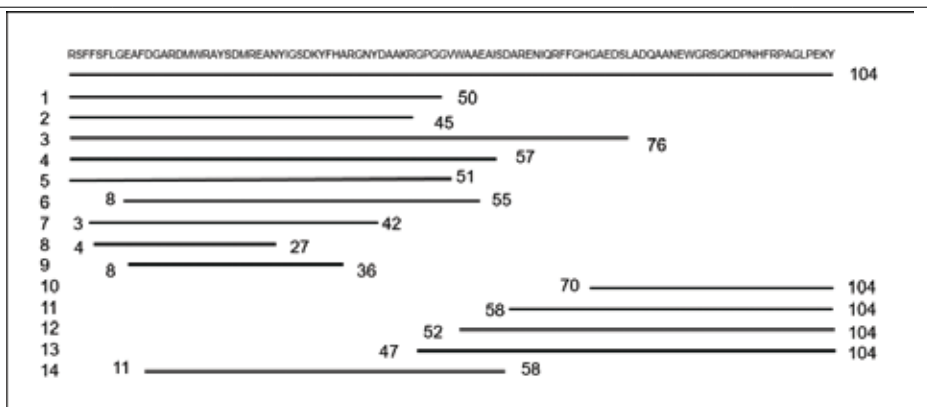 RSFFSFLGEAFDGARDMWRAYSDMREANYIGSDKYFHARGNYDAAKRGPGGVWAAEAISDARENIQRFFGHGAEDSLADQAANEWGRSGKDPNHFRPAGLPEKY
104
1 50
2 45
3 76
4 57
5 51
6 8 55
7 3 42
8 4 27
9 8 36
10 70 104
11 58 104
12 52 104
13 47 104
14 11 58